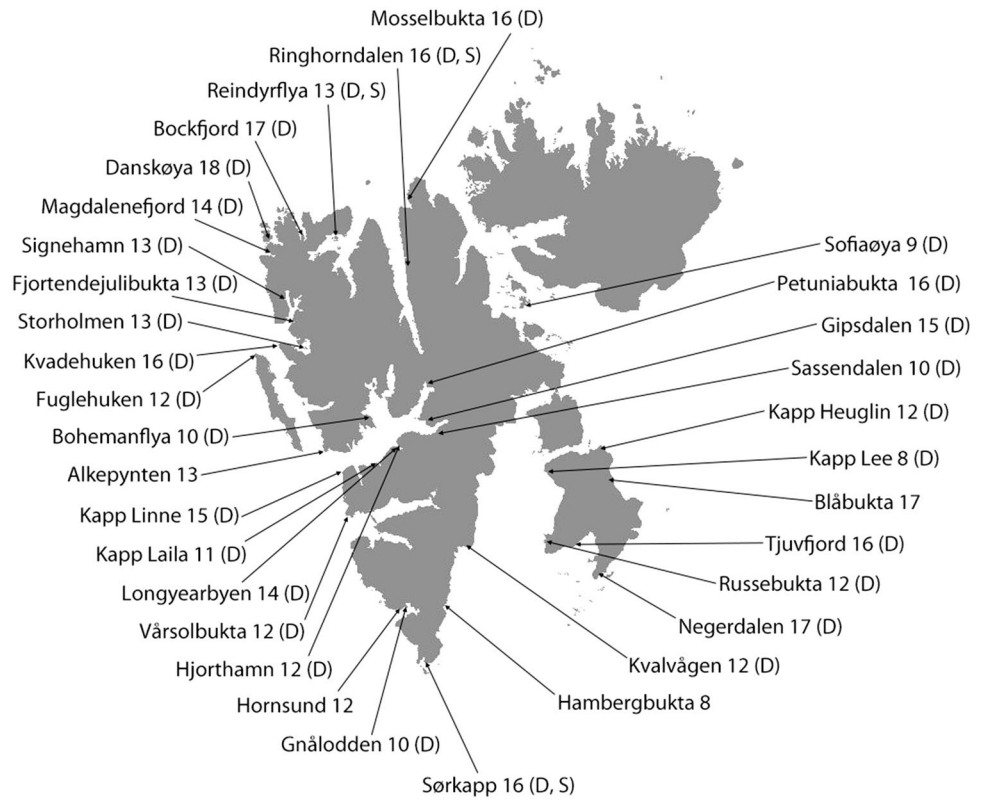 Mosselbukta 16 (D)
Ringhorndalen 16 (D, S)
Reindyrflya 13 (D, S)
Bockfjord 17 (D)
Danskøya 18 (D)
Magdalenefjord 14 (D)
Signehamn 13 (D)
Fjortendejulibukta 13 (D)
Storholmen 13 (D)
Kvadehuken 16 (D)
Fuglehuken 12 (D)
Bohemanflya 10 (D)
Alkepynten 13
Kapp Linne 15 (D)
Kapp Laila 11 (D)
Longyearbyen 14 (D)
Vårsolbukta 12 (D)
Hjorthamn 12 (D)
Hornsund 12
Gnålodden 10 (D)
Sørkapp 16 (D, S)
Sofiaøya 9 (D)
Petuniabukta 16 (D)
Gipsdalen 15 (D)
Sassendalen 10 (D)
Kapp Heuglin 12 (D)
Kapp Lee 8 (D)
Blåbukta 17
Tjuvfjord 16 (D)
Russebukta 12 (D)
Negerdalen 17 (D)
Kvalvågen 12 (D)
Hambergbukta 8